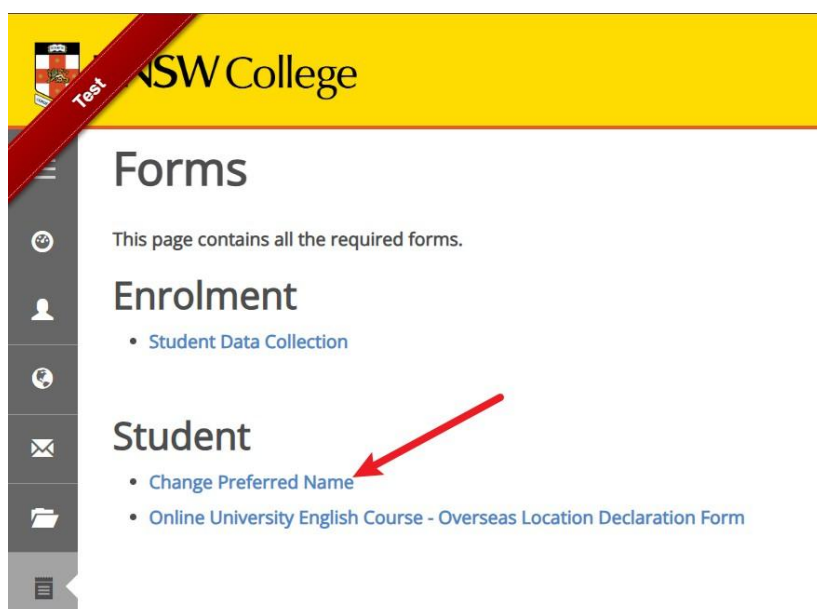 Test
NSW College
Forms
This page contains all the required forms.
Enrolment
Student Data Collection
Student
Change Preferred Name
Online University English Course - Overseas Location Declaration Form